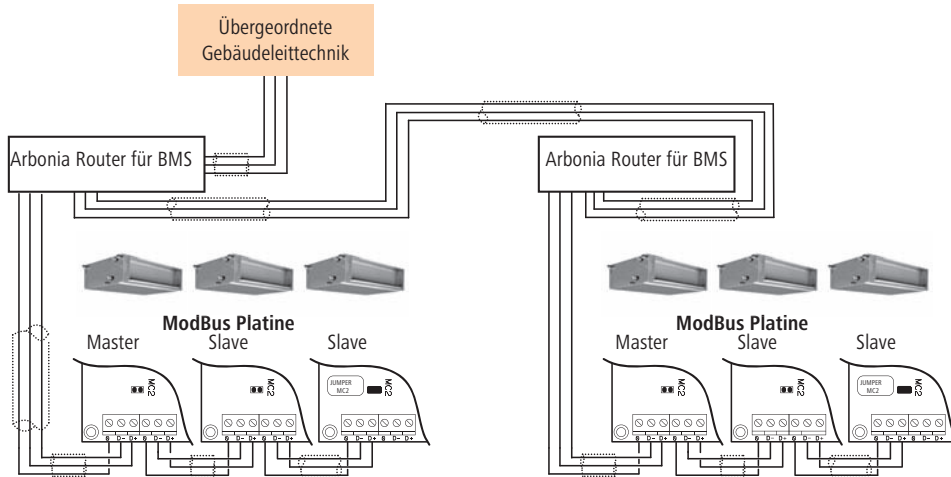 Übergeordnete
Gebäudeleittechnik
Arbonia Router für BMS
Arbonia Router für BMS
ModBus Platine
Master Slave Slave
MC2 MC2 JUMPER MC2 MC2
Ø D- D+ Ø D- D+ Ø D- D+ Ø D- D+ Ø D- D+ Ø D- D+
ModBus Platine
Master Slave Slave
MC2 MC2 JUMPER MC2 MC2
Ø D- D+ Ø D- D+ Ø D- D+ Ø D- D+ Ø D- D+ Ø D- D+